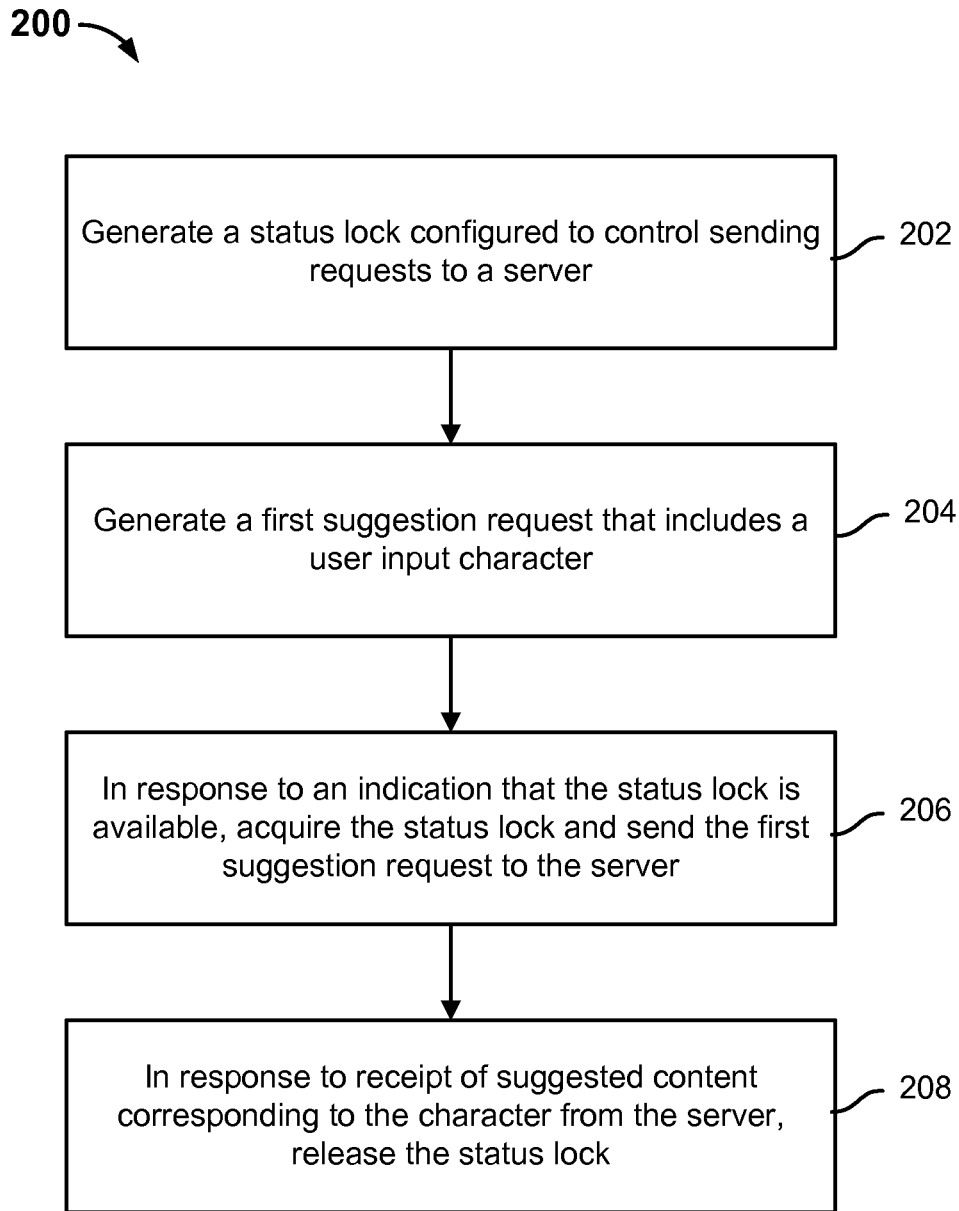 200
Generate a status lock configured to control sending
requests to a server
202
Generate a first suggestion request that includes a
user input character
204
In response to an indication that the status lock is
available, acquire the status lock and send the first
suggestion request to the server
206
In response to receipt of suggested content
corresponding to the character from the server,
release the status lock
208